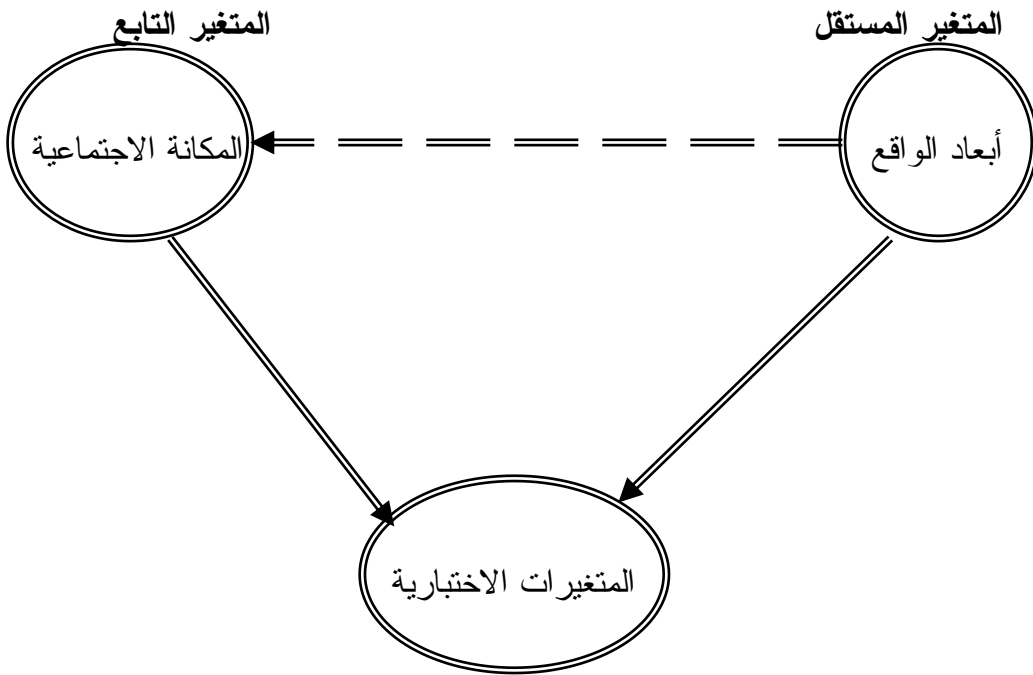 المتغير المستقل
المتغير التابع
أبعاد الواقع
المكانة الاجتماعية
المتغيرات الاختبارية